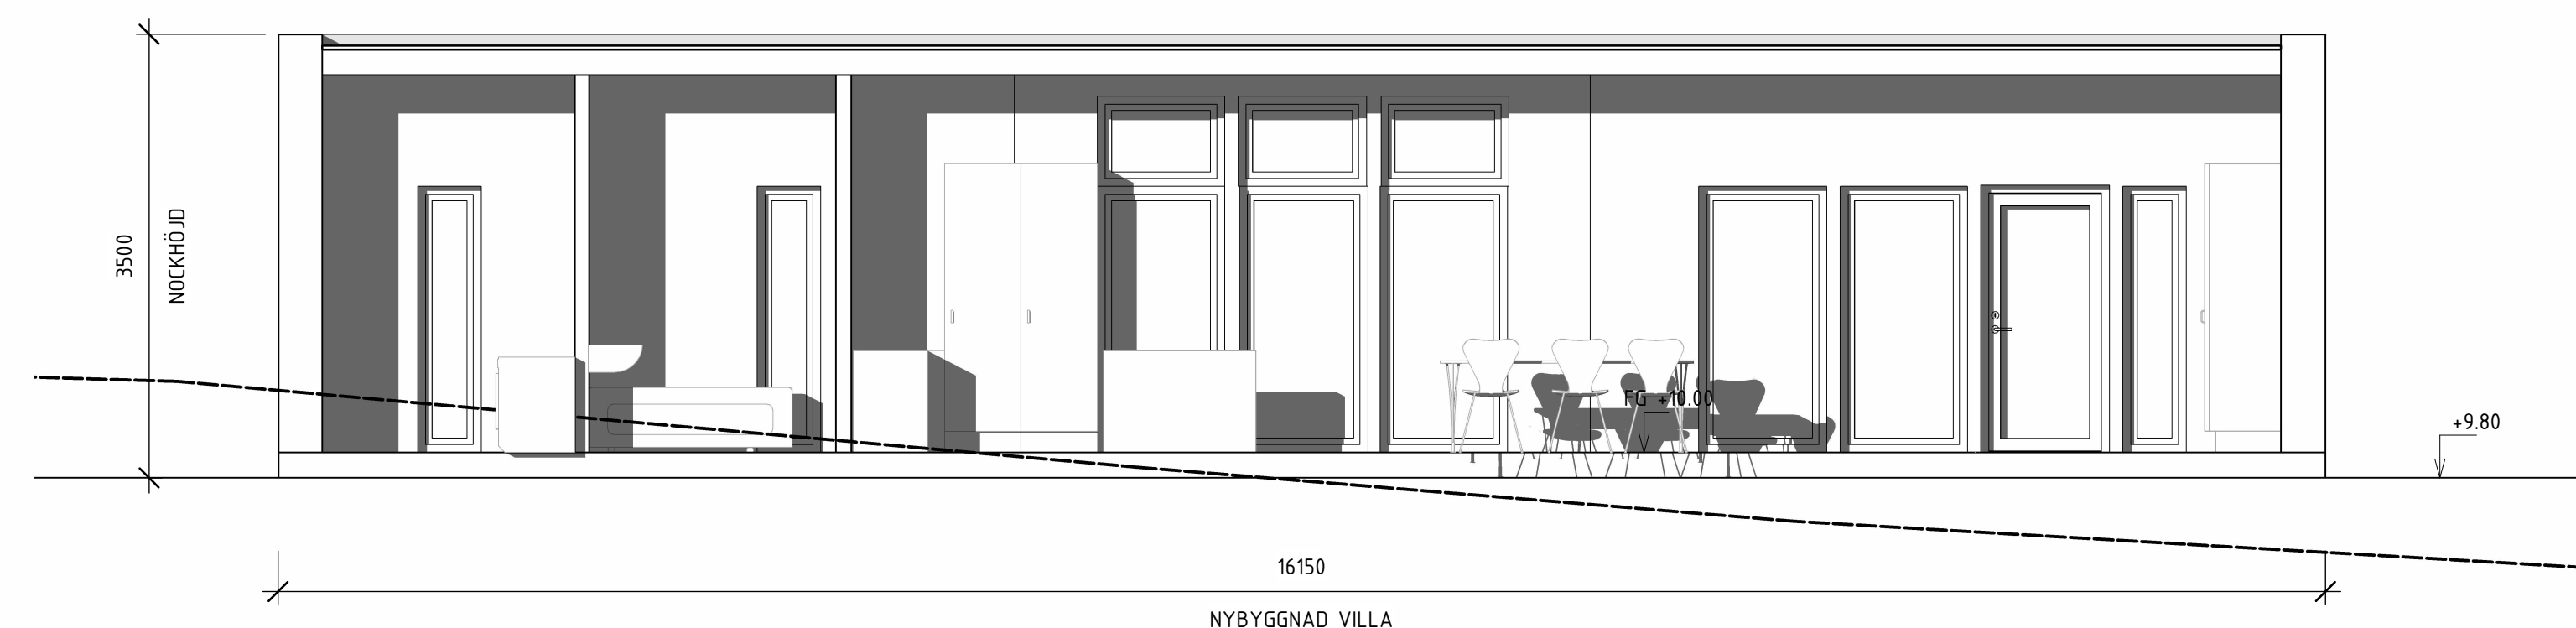 3500
NOCKHÖJD
FG +10.00
+9.80
16150
NYBYGGNAD VILLA